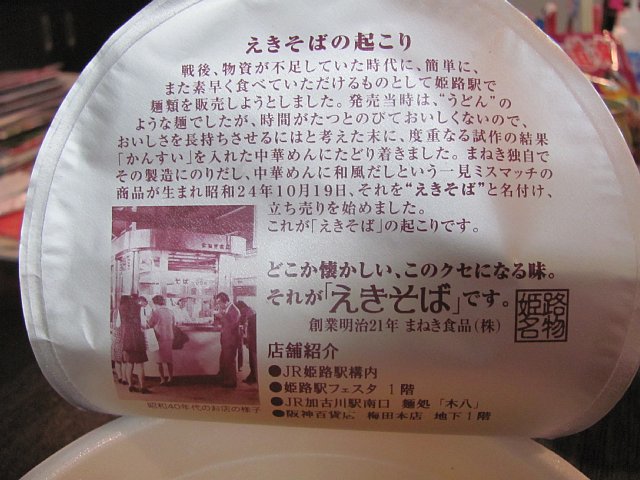 えきそばの起こり
戦後、物資が不足していた時代に、簡単に、
また素早く食べていただけるものとして姫路駅で
麺類を販売しようとしました。発売当時は、“うどん”の
ような麺でしたが、時間がたつとのびておいしくないので、
おいしさを長持ちさせるにはと考えた末に、度重なる試作の結果
「かんすい」を入れた中華めんにたどり着きました。まねき独自で
その製造にのりだし、中華めんに和風だしという一見ミスマッチの
商品が生まれ昭和24年10月19日、それを“えきそば”と名付け、
立ち売りを始めました。
これが「えきそば」の起こりです。
どこか懐かしい、このクセになる味。
それが「えきそば」です。
創業明治21年 まねき食品(株)
姫路名物
店舗紹介
●JR姫路駅構内
●姫路駅フェスタ 1階
●JR加古川駅南口 麺処「木八」
●阪神百貨店 梅田本店 地下1階
昭和40年代のお店の様子